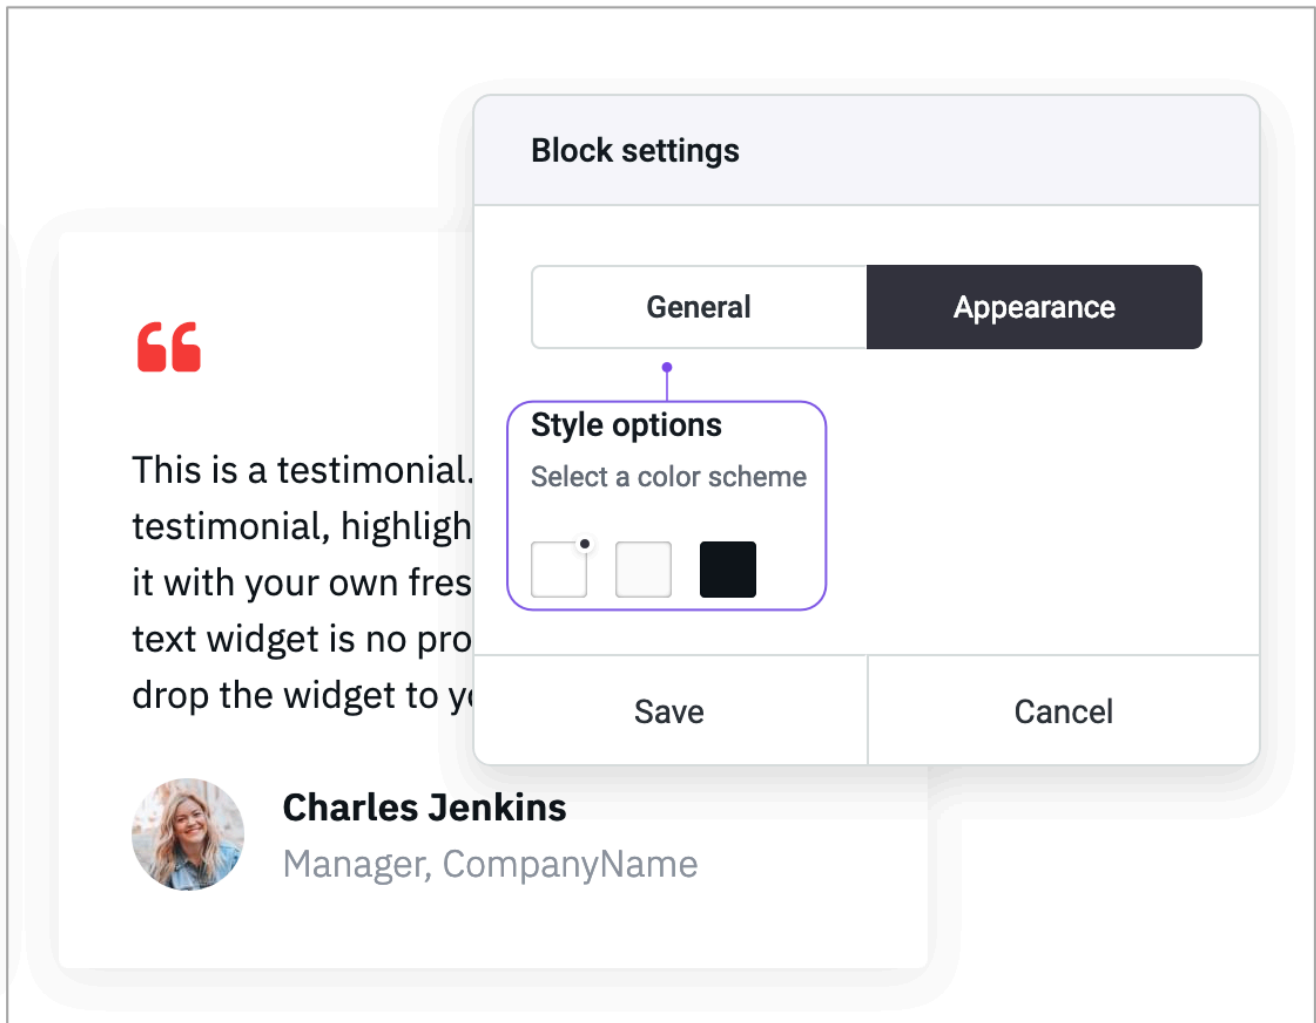 Block settings
General
Appearance
Style options
Select a color scheme
Save
Cancel
“
This is a testimonial.
testimonial, highligh
it with your own fres
text widget is no pro
drop the widget to y
Charles Jenkins
Manager, CompanyName